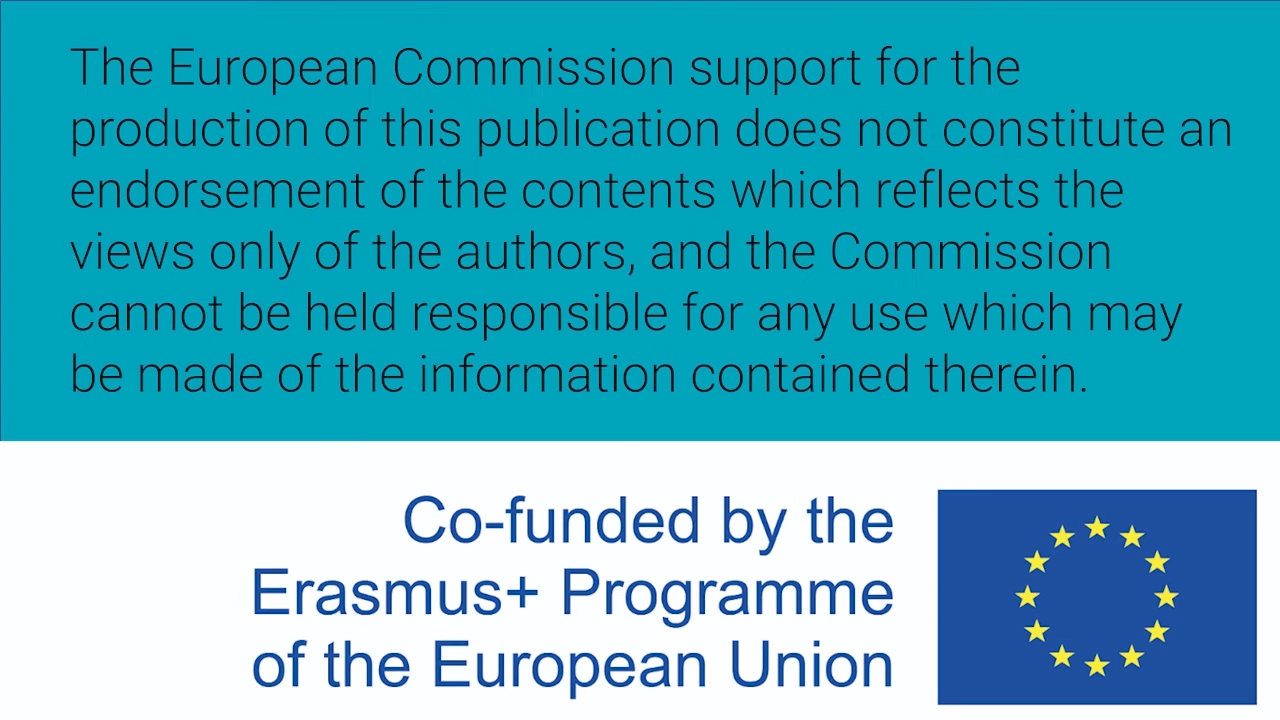 The European Commission support for the
production of this publication does not constitute an
endorsement of the contents which reflects the
views only of the authors, and the Commission
cannot be held responsible for any use which may
be made of the information contained therein.
Co-funded by the
Erasmus+ Programme
of the European Union